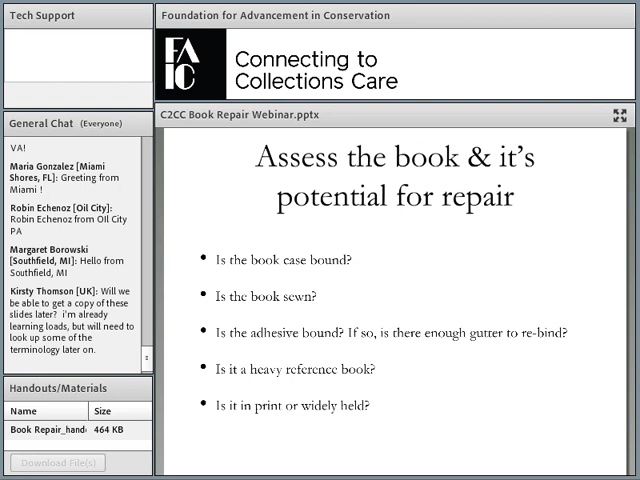 Tech Support
Foundation for Advancement in Conservation
FA
IC
Connecting to
Collections Care
General Chat (Everyone)
VA!
Maria Gonzalez [Miami
Shores, FL]: Greeting from
Miami !
Robin Echenoz [Oil City]:
Robin Echenoz from OIl City
PA
Margaret Borowski
[Southfield, MI]: Hello from
Southfield, MI
Kirsty Thomson [UK]: Will we
be able to get a copy of these
slides later? i'm already
learning loads, but will need to
look up some of the
terminology later on.
Handouts/Materials
Name Size
Book Repair_hand 464 KB
Download File(s)
C2CC Book Repair Webinar.pptx
Assess the book & it's
potential for repair
• Is the book case bound?
• Is the book sewn?
• Is the adhesive bound? If so, is there enough gutter to re-bind?
• Is it a heavy reference book?
• Is it in print or widely held?